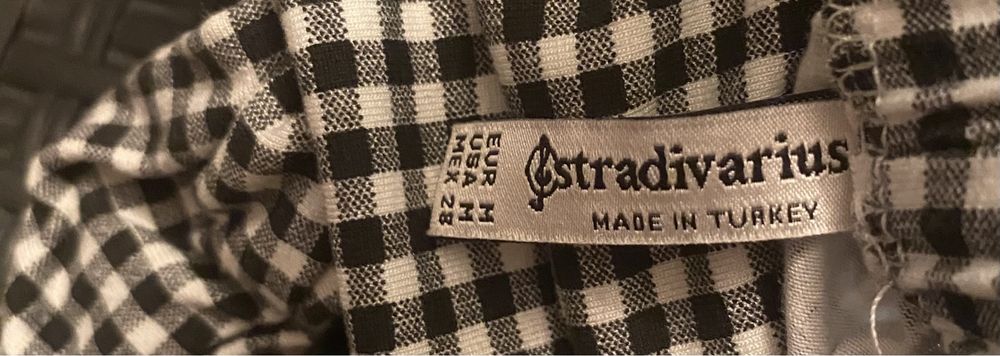 EUR M
USA M
MEX 28
stradivarius
MADE IN TURKEY